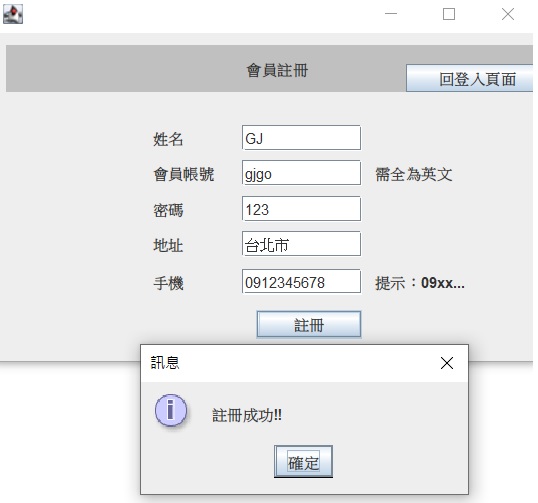 會員註冊
回登入頁面
姓名 GJ
會員帳號 gjgo 需全為英文
密碼 123
地址 台北市
手機 0912345678 提示：09xx...
註冊
訊息
註冊成功!!
確定